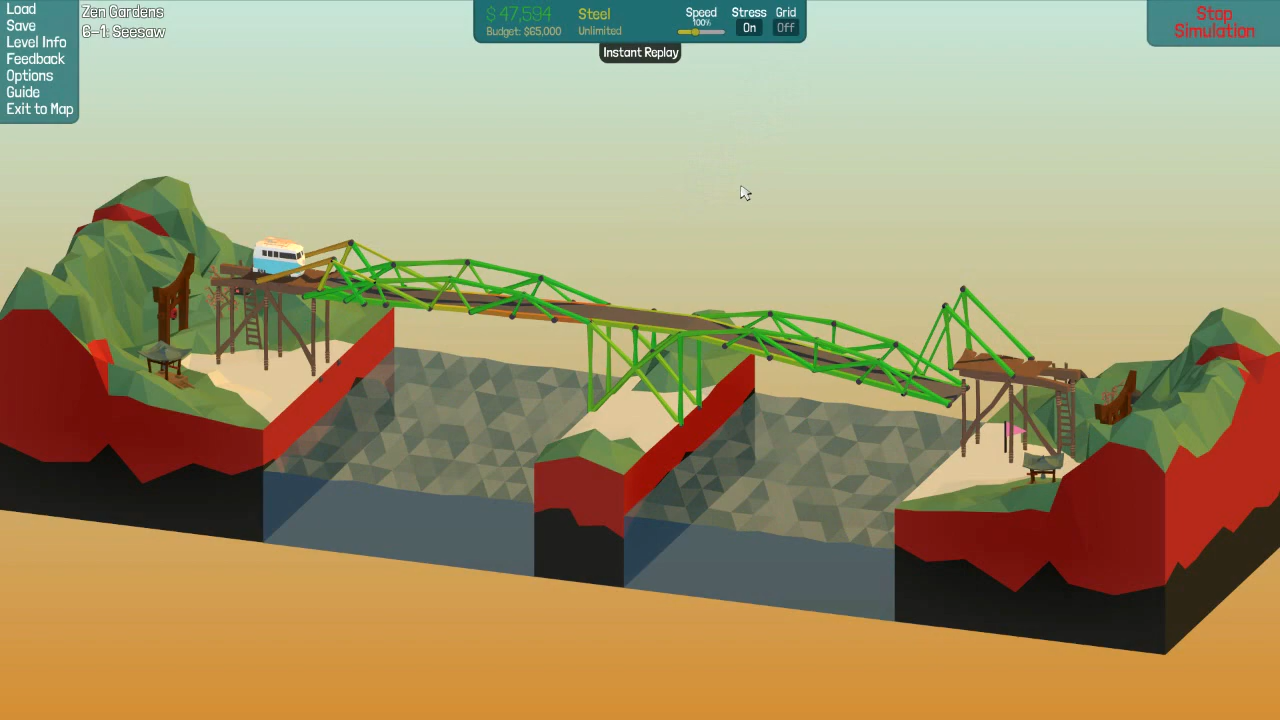 Load
Save
Level Info
Feedback
Options
Guide
Exit to Map
Zen Gardens
6-1: Seesaw
$ 47,594
Budget: $65,000
Steel
Unlimited
Speed
100%
Stress
On
Grid
Off
Instant Replay
Stop
Simulation